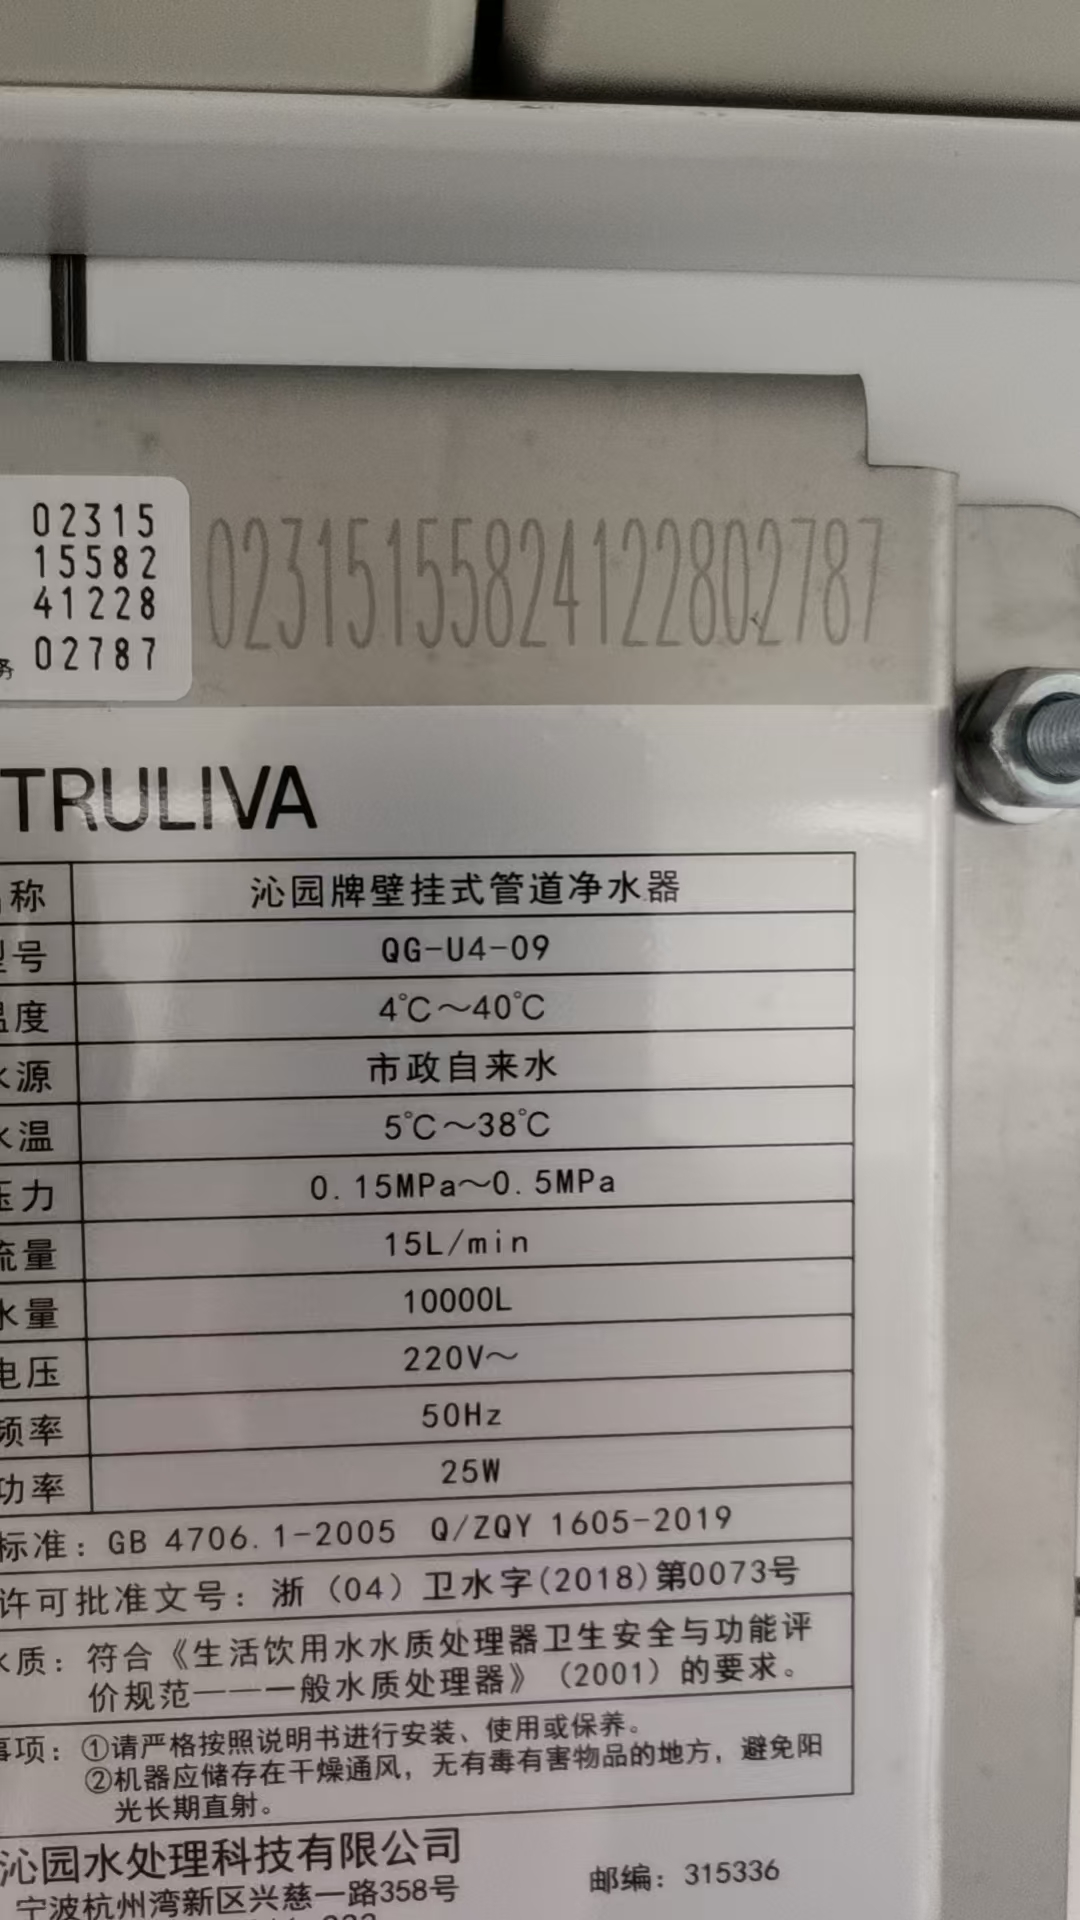 02315
15582
41228
务 02787
02315155824122802787
TRULIVA
称 沁园牌壁挂式管道净水器
型号 QG-U4-09
温度 4℃～40℃
水源 市政自来水
水温 5℃～38℃
压力 0.15MPa～0.5MPa
流量 15L/min
水量 10000L
电压 220V～
频率 50Hz
功率 25W
标准：GB 4706.1-2005 Q/ZQY 1605-2019
许可批准文号：浙（04）卫水字(2018)第0073号
水质：符合《生活饮用水水质处理器卫生安全与功能评
价规范——一般水质处理器》（2001）的要求。
事项：①请严格按照说明书进行安装、使用或保养。
②机器应储存在干燥通风，无有毒有害物品的地方，避免阳
光长期直射。
沁园水处理科技有限公司
宁波杭州湾新区兴慈一路358号 邮编：315336